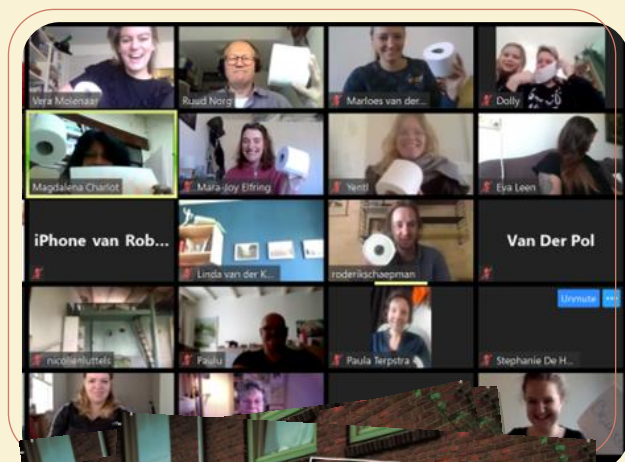 Vera Molenaar
Ruud Norg
Marloes van der...
Dolly
Magdalena Charlot
Mara-Joy Elfring
Yentl
Eva Leen
iPhone van Rob...
Linda van der K...
roderikschaepman
Van Der Pol
Unmute
nicolienluttels
Paulu
Paula Terpstra
Stephanie De H...